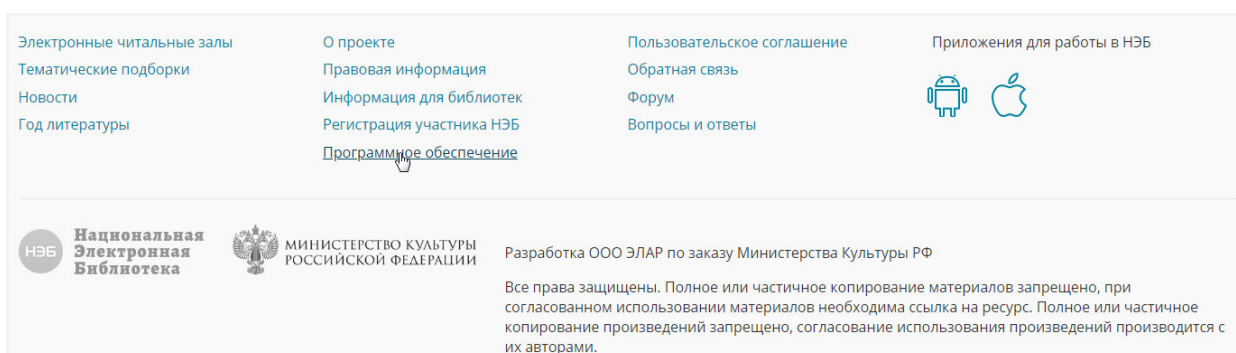 Электронные читальные залы
Тематические подборки
Новости
Год литературы
О проекте
Правовая информация
Информация для библиотек
Регистрация участника НЭБ
Программное обеспечение
Пользовательское соглашение
Обратная связь
Форум
Вопросы и ответы
Приложения для работы в НЭБ
НЭБ
Национальная
Электронная
Библиотека
МИНИСТЕРСТВО КУЛЬТУРЫ
РОССИЙСКОЙ ФЕДЕРАЦИИ
Разработка ООО ЭЛАР по заказу Министерства Культуры РФ
Все права защищены. Полное или частичное копирование материалов запрещено, при
согласованном использовании материалов необходима ссылка на ресурс. Полное или частичное
копирование произведений запрещено, согласование использования произведений производится с
их авторами.